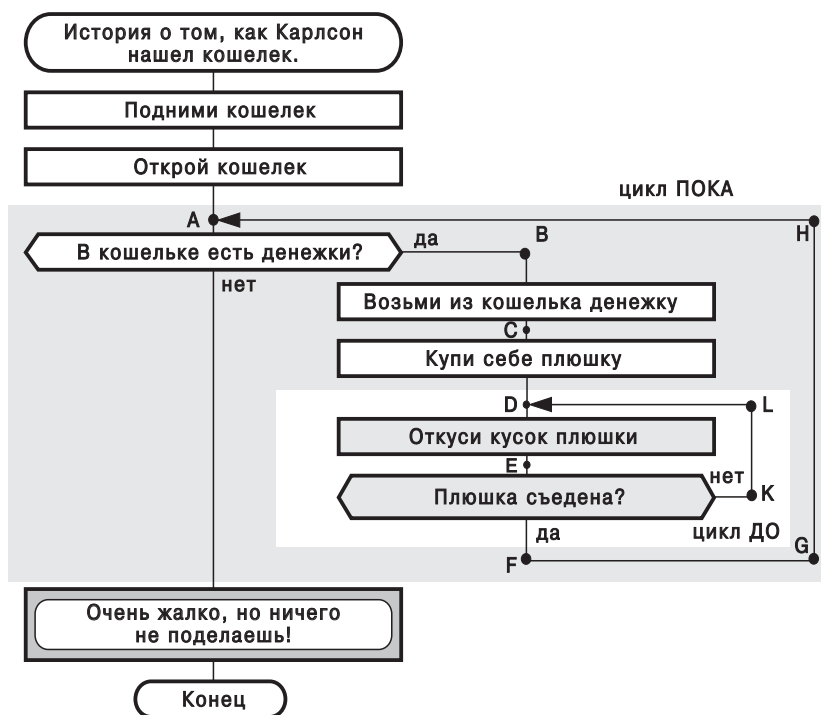 История о том, как Карлсон
нашел кошелек.
Подними кошелек
Открой кошелек
цикл ПОКА
A
H
В кошельке есть денежки?
да
B
нет
Возьми из кошелька денежку
C
Купи себе плюшку
D
L
Откуси кусок плюшки
E
Плюшка съедена?
нет
K
да
цикл ДО
G
F
Очень жалко, но ничего
не поделаешь!
Конец